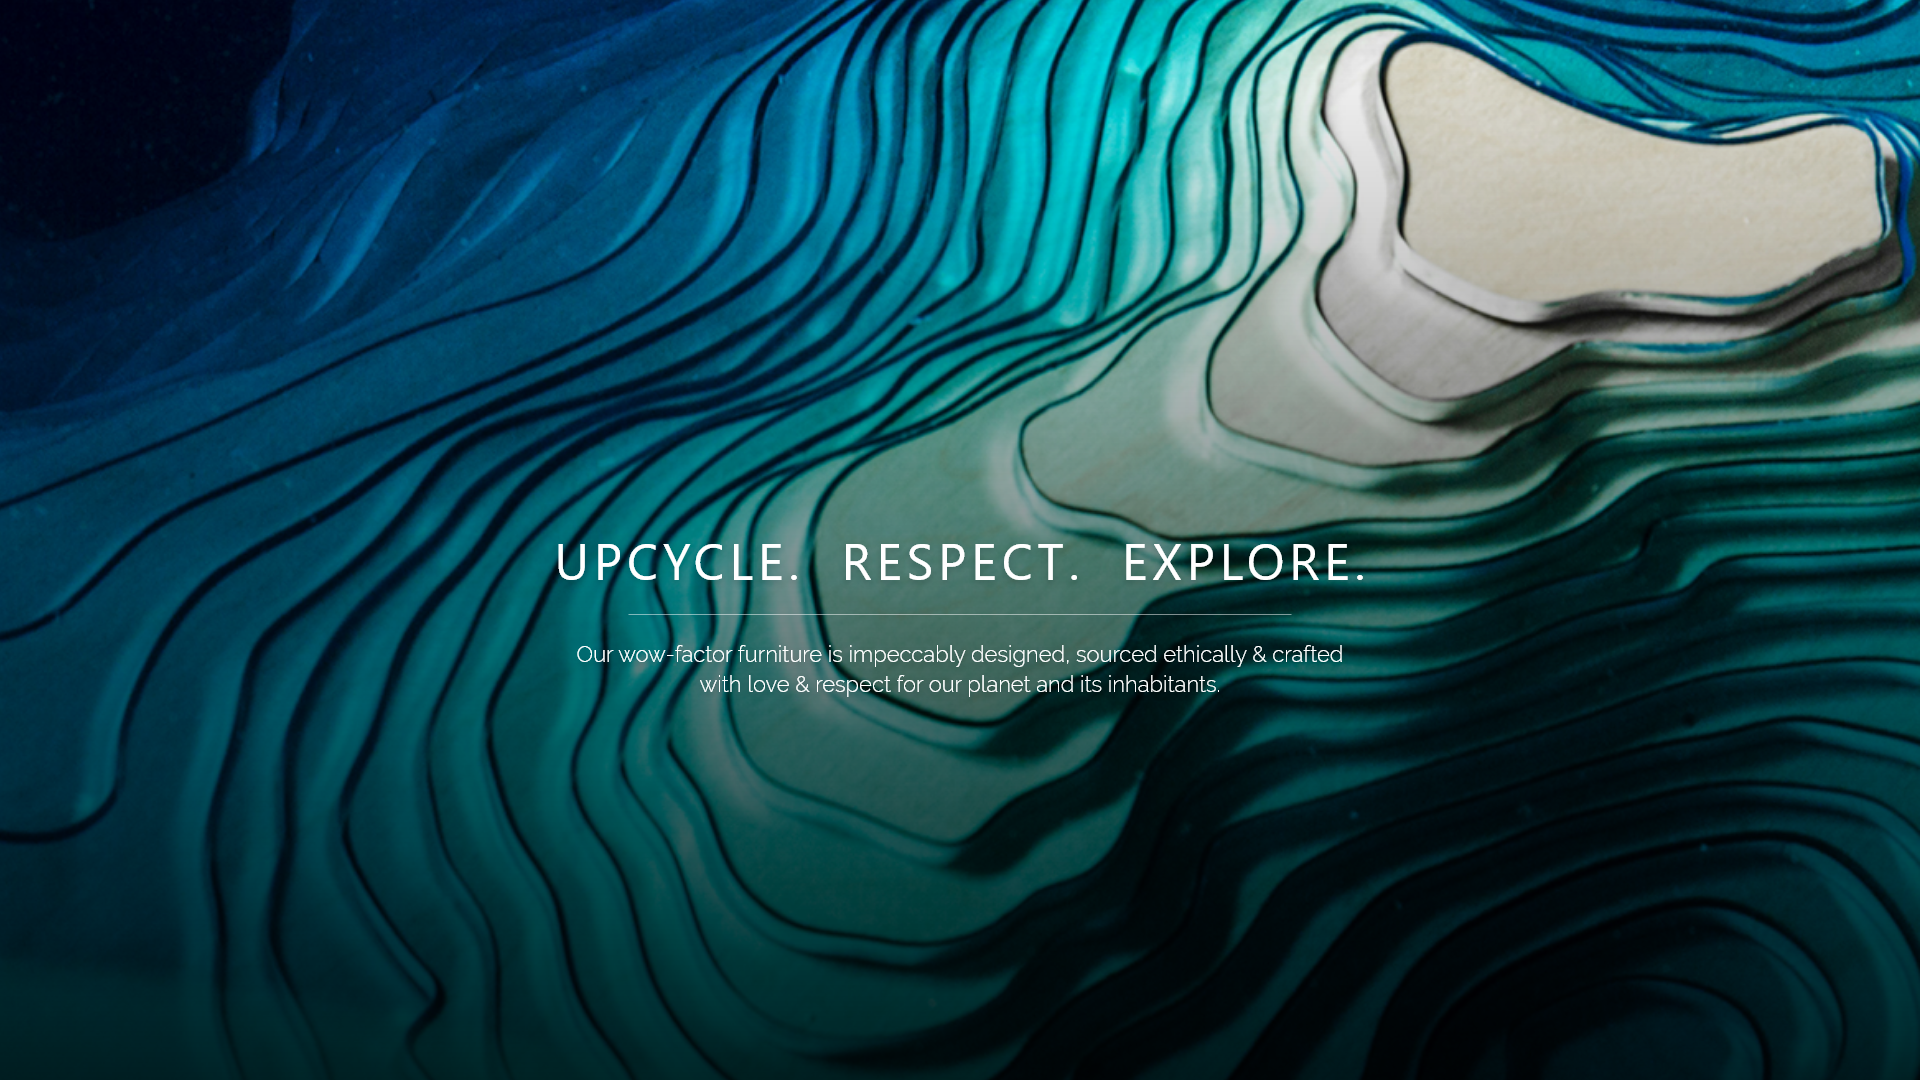 UPCYCLE. RESPECT. EXPLORE.
Our wow-factor furniture is impeccably designed, sourced ethically & crafted
with love & respect for our planet and its inhabitants.